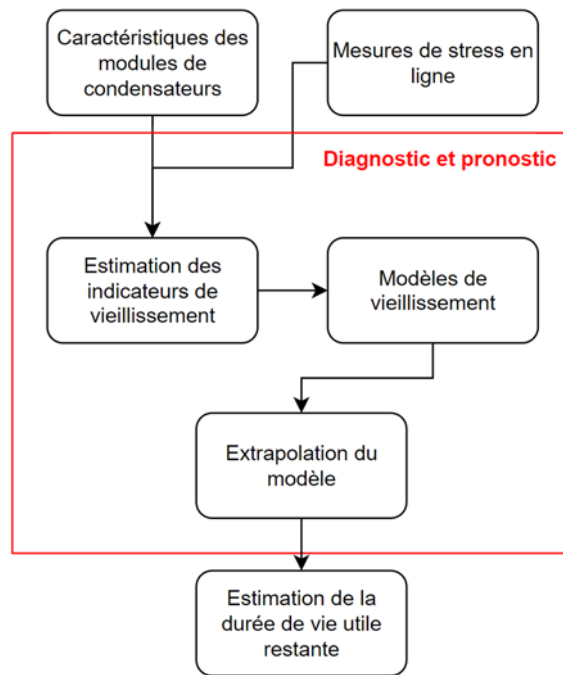 Caractéristiques des
modules de
condensateurs
Mesures de stress en
ligne
Diagnostic et pronostic
Estimation des
indicateurs de
vieillissement
Modèles de
vieillissement
Extrapolation du
modèle
Estimation de la
durée de vie utile
restante